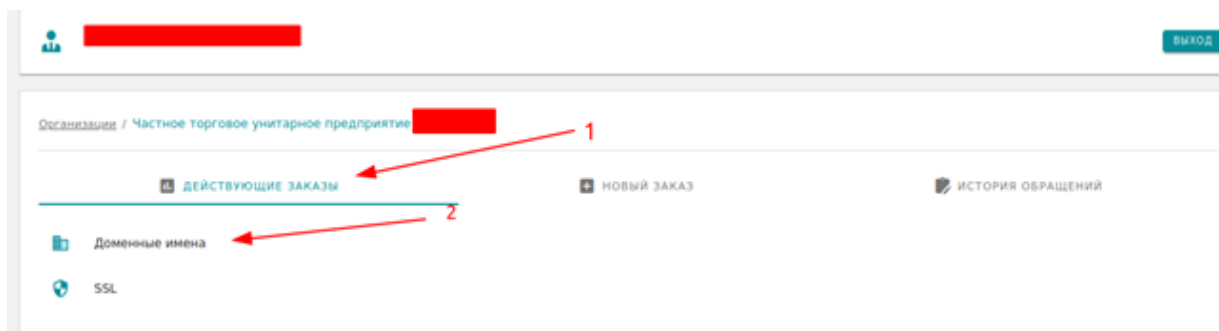 ВЫХОД
Организации / Частное торговое унитарное предприятие
1
ДЕЙСТВУЮЩИЕ ЗАКАЗЫ НОВЫЙ ЗАКАЗ ИСТОРИЯ ОБРАЩЕНИЙ
2
Доменные имена
SSL